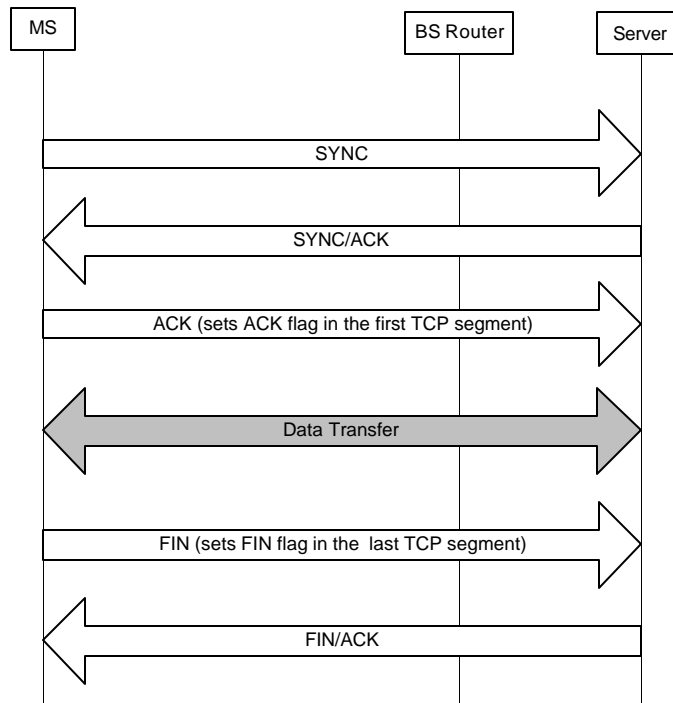 MS
BS Router
Server
SYNC
SYNC/ACK
ACK (sets ACK flag in the first TCP segment)
Data Transfer
FIN (sets FIN flag in the last TCP segment)
FIN/ACK